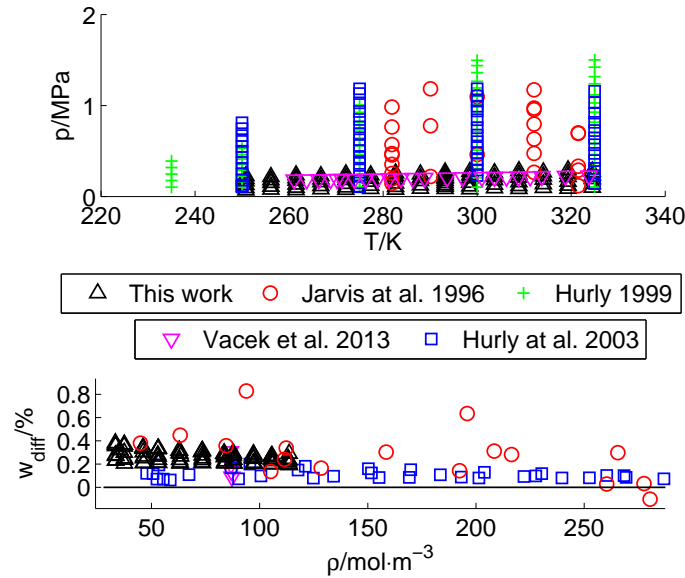 2
1
0
p/MPa
220 240 260 280 300 320 340
T/K
This work Jarvis at al. 1996 Hurly 1999
Vacek et al. 2013 Hurly at al. 2003
0.8
0.6
0.4
0.2
0
w_diff/%
50 100 150 200 250
ρ/mol·m⁻³